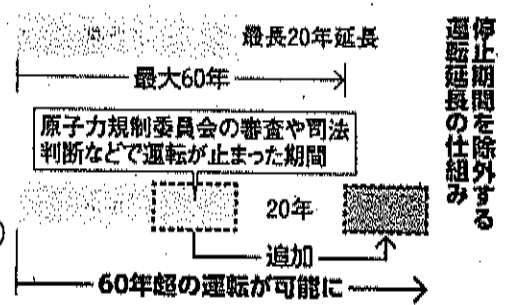 停止期間を除外する
運転延長の仕組み
最長20年延長
最大60年
原子力規制委員会の審査や司法
判断などで運転が止まった期間
20年
追加
60年超の運転が可能に